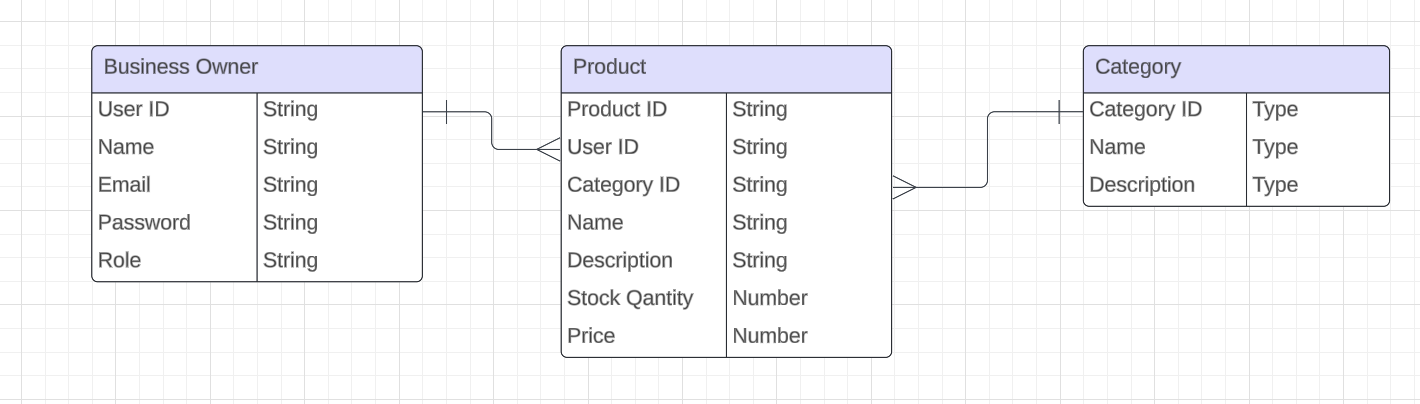 Business Owner
User ID String
Name String
Email String
Password String
Role String
Product
Product ID String
User ID String
Category ID String
Name String
Description String
Stock Qantity Number
Price Number
Category
Category ID Type
Name Type
Description Type